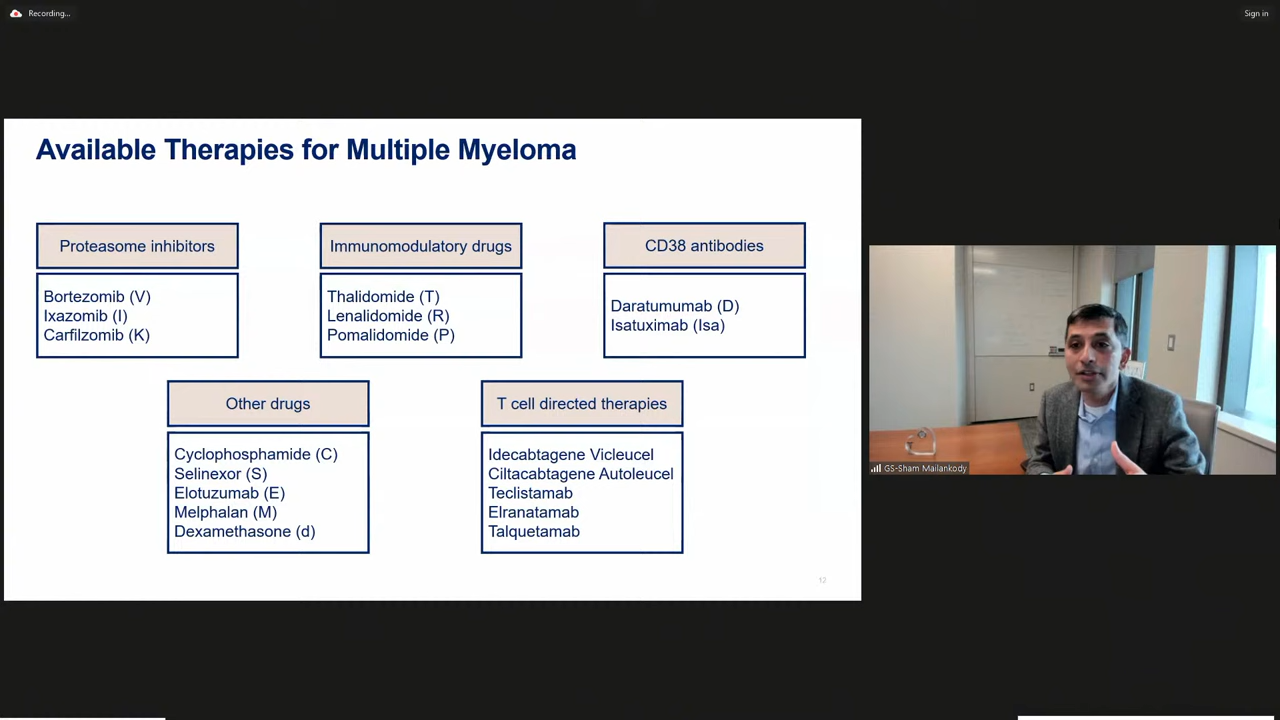 Recording...
Sign in
Available Therapies for Multiple Myeloma
Proteasome inhibitors
Bortezomib (V)
Ixazomib (I)
Carfilzomib (K)
Immunomodulatory drugs
Thalidomide (T)
Lenalidomide (R)
Pomalidomide (P)
CD38 antibodies
Daratumumab (D)
Isatuximab (Isa)
Other drugs
Cyclophosphamide (C)
Selinexor (S)
Elotuzumab (E)
Melphalan (M)
Dexamethasone (d)
T cell directed therapies
Idecabtagene Vicleucel
Ciltacabtagene Autoleucel
Teclistamab
Elranatamab
Talquetamab
12
GS-Sham Mailankody